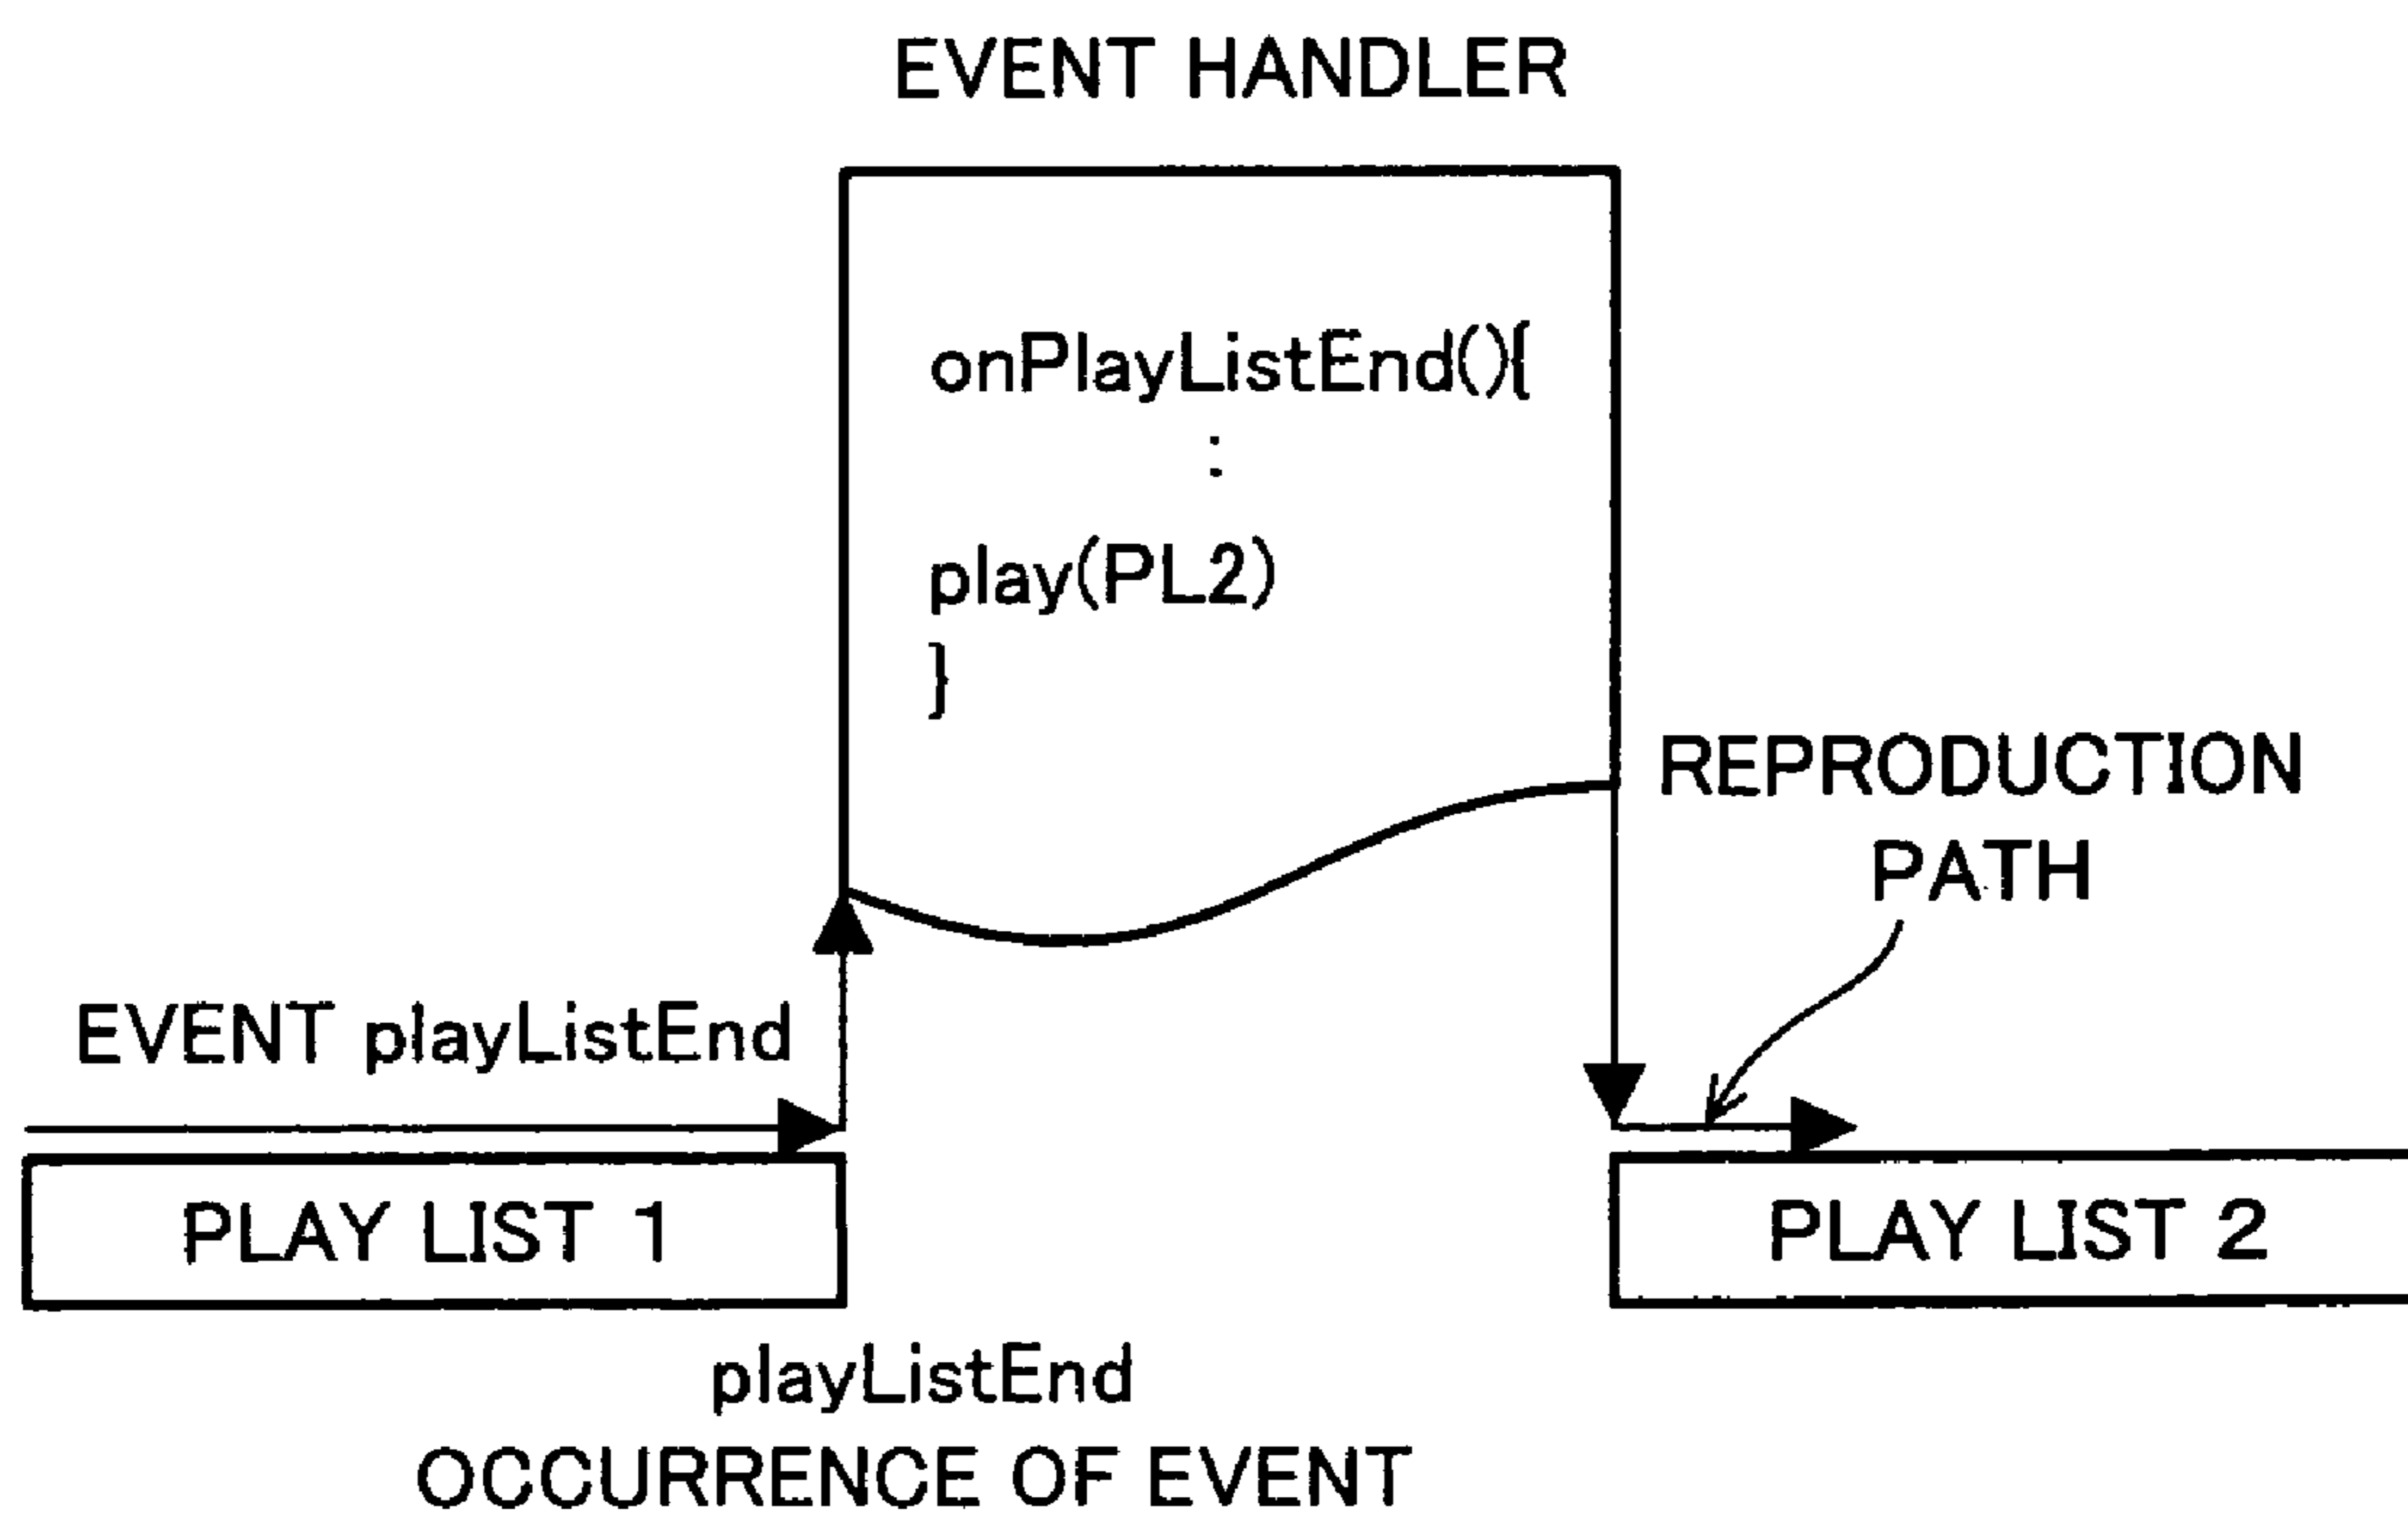 EVENT HANDLER
onPlayListEnd(){
:
play(PL2)
}
REPRODUCTION
PATH
EVENT playListEnd
PLAY LIST 1
PLAY LIST 2
playListEnd
OCCURRENCE OF EVENT